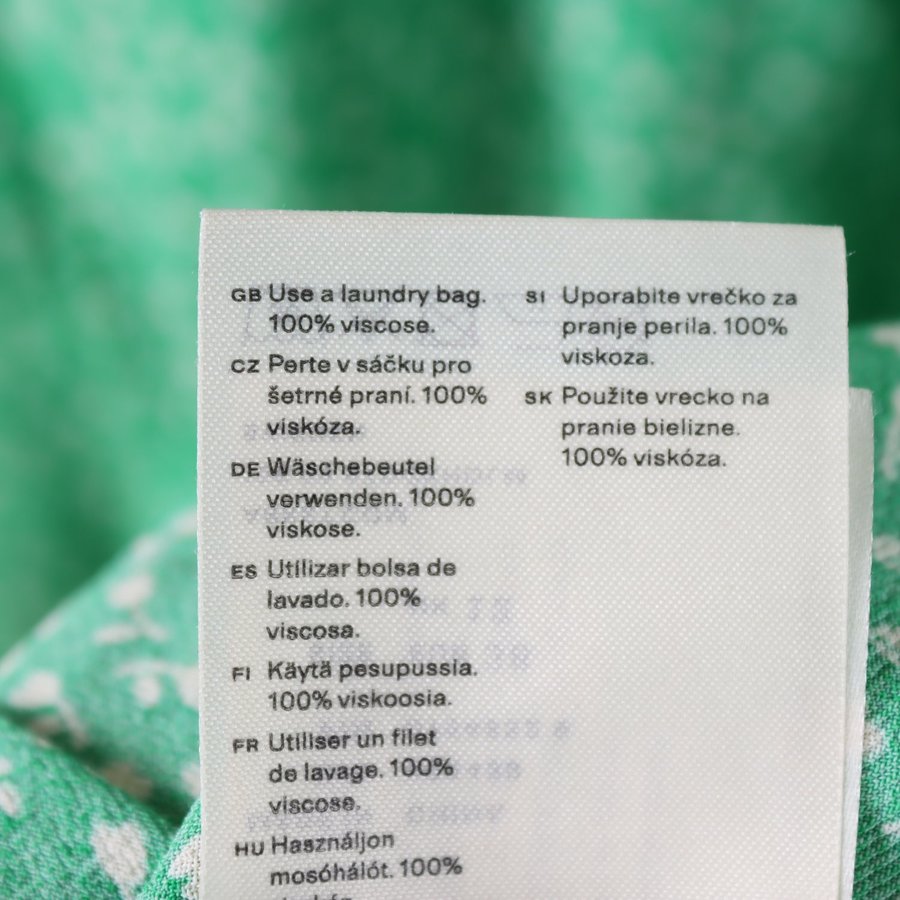 GB Use a laundry bag.
100% viscose.
CZ Perte v sáčku pro
šetrné praní. 100%
viskóza.
DE Wäschebeutel
verwenden. 100%
viskose.
ES Utilizar bolsa de
lavado. 100%
viscosa.
FI Käytä pesupussia.
100% viskoosia.
FR Utiliser un filet
de lavage. 100%
viscose.
HU Használjon
mosóhálót. 100%
SI Uporabite vrečko za
pranje perila. 100%
viskoza.
SK Použite vrecko na
pranie bielizne.
100% viskóza.